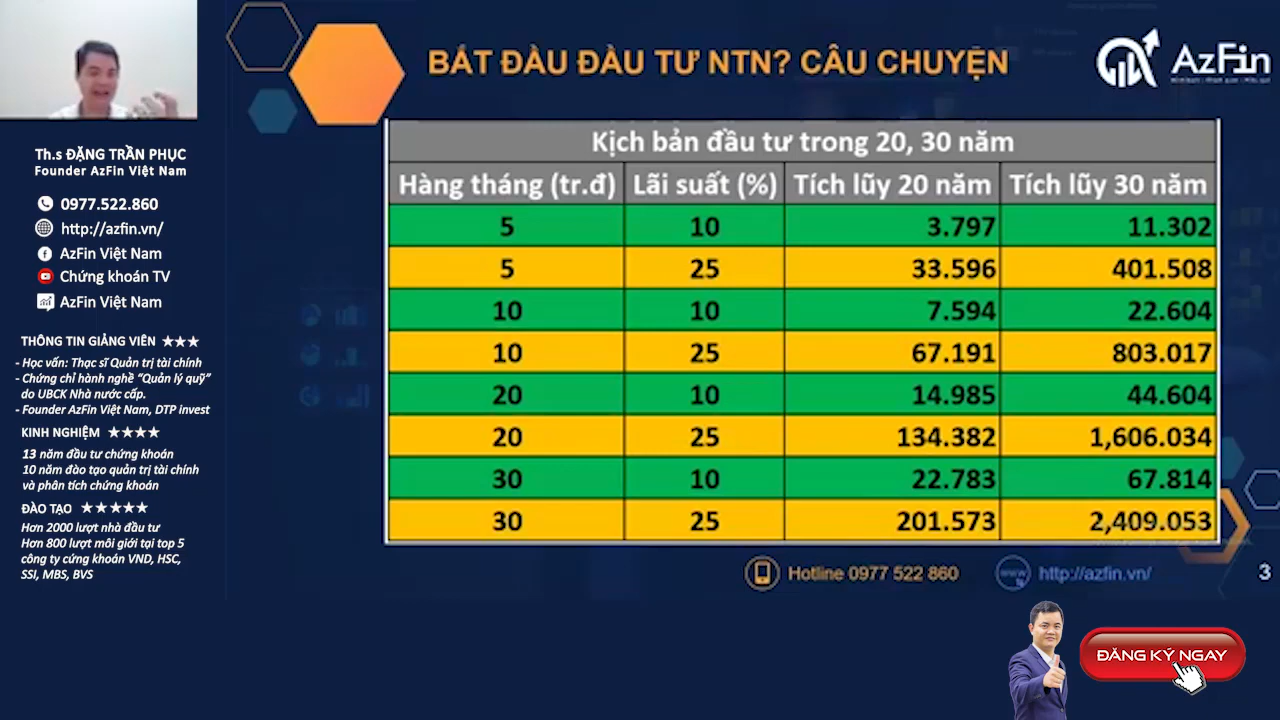 BẮT ĐẦU ĐẦU TƯ NTN? CÂU CHUYỆN
AzFin
Th.s ĐẶNG TRẦN PHỤC
Founder AzFin Việt Nam
0977.522.860
http://azfin.vn/
AzFin Việt Nam
Chứng khoán TV
AzFin Việt Nam
THÔNG TIN GIẢNG VIÊN ★★★
- Học vấn: Thạc sĩ Quản trị tài chính
- Chứng chỉ hành nghề “Quản lý quỹ”
do UBCK Nhà nước cấp.
- Founder AzFin Việt Nam, DTP invest
KINH NGHIỆM ★★★★
13 năm đầu tư chứng khoán
10 năm đào tạo quản trị tài chính
và phân tích chứng khoán
ĐÀO TẠO ★★★★★
Hơn 2000 lượt nhà đầu tư
Hơn 800 lượt môi giới tại top 5
công ty cứng khoán VND, HSC,
SSI, MBS, BVS
Kịch bản đầu tư trong 20, 30 năm
Hàng tháng (tr.đ) Lãi suất (%) Tích lũy 20 năm Tích lũy 30 năm
5 10 3.797 11.302
5 25 33.596 401.508
10 10 7.594 22.604
10 25 67.191 803.017
20 10 14.985 44.604
20 25 134.382 1,606.034
30 10 22.783 67.814
30 25 201.573 2,409.053
Hotline 0977 522 860 http://azfin.vn/ 3
ĐĂNG KÝ NGAY